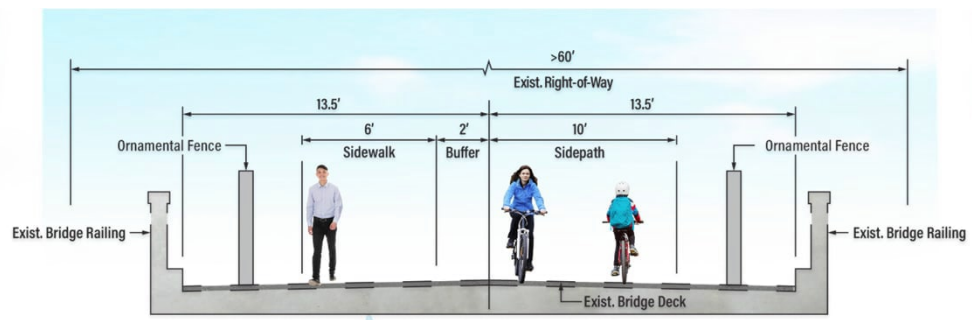 >60′
Exist. Right-of-Way
13.5′ 13.5′
6′ 2′ 10′
Ornamental Fence Sidewalk Buffer Sidepath Ornamental Fence
Exist. Bridge Railing Exist. Bridge Railing
Exist. Bridge Deck